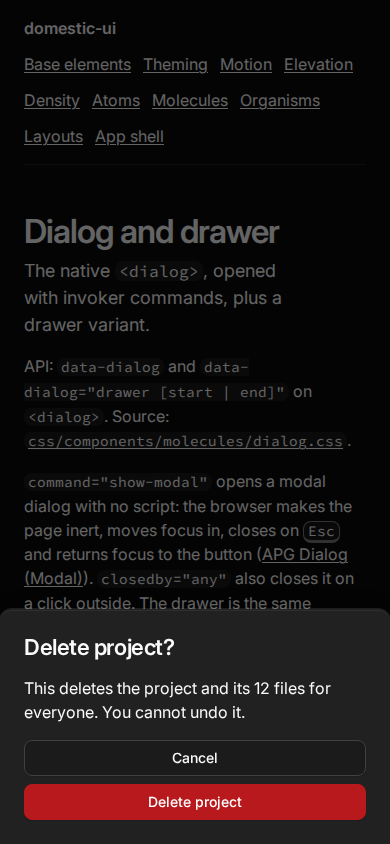 domestic-ui
Base elements Theming Motion Elevation
Density Atoms Molecules Organisms
Layouts App shell
Dialog and drawer
The native <dialog>, opened
with invoker commands, plus a
drawer variant.
API: data-dialog and data-
dialog="drawer [start | end]" on
<dialog>. Source:
css/components/molecules/dialog.css.
command="show-modal" opens a modal
dialog with no script: the browser makes the
page inert, moves focus in, closes on Esc
and returns focus to the button (APG Dialog
(Modal)). closedby="any" also closes it on
a click outside. The drawer is the same
Delete project?
This deletes the project and its 12 files for
everyone. You cannot undo it.
Cancel
Delete project